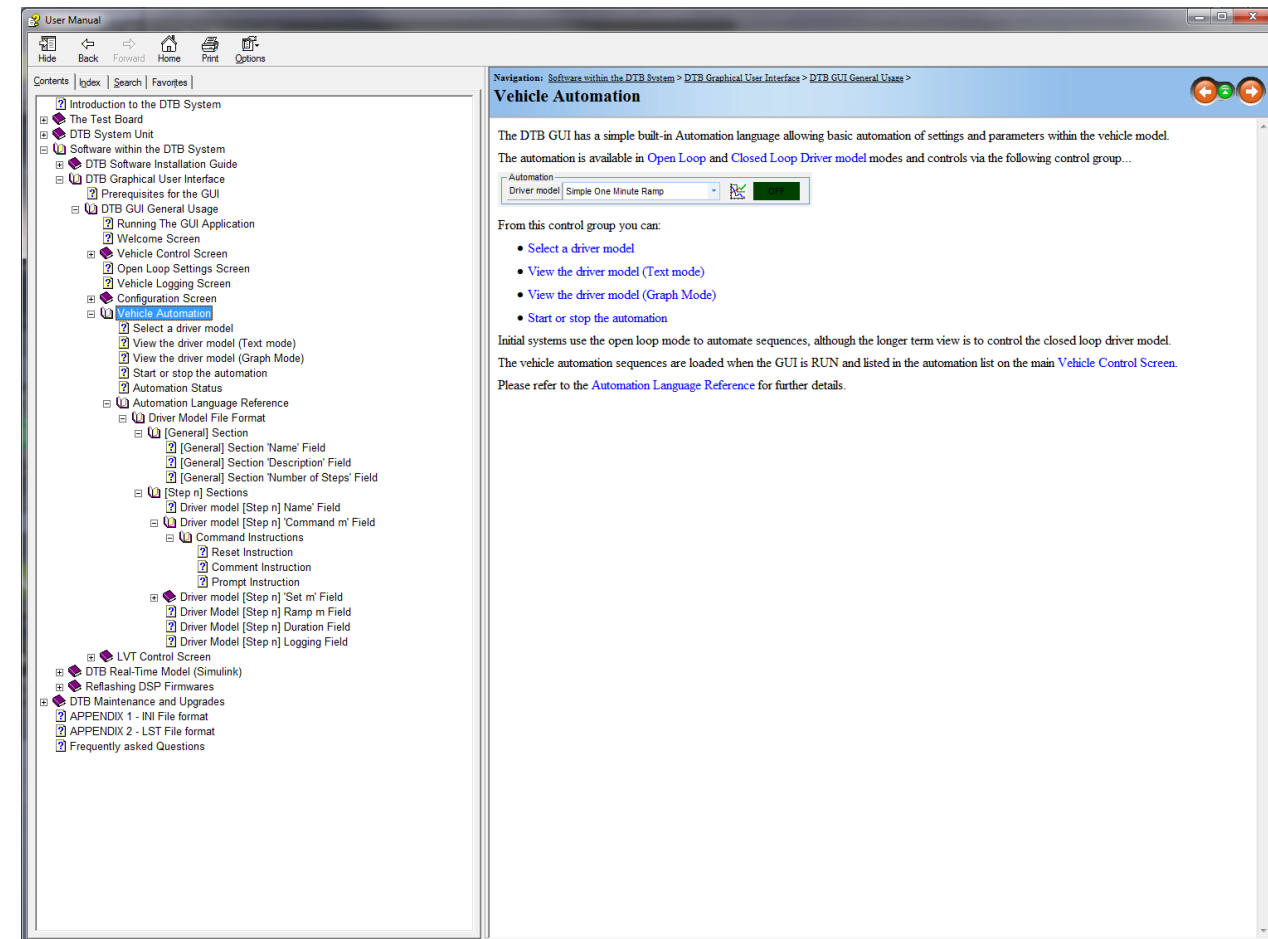 User Manual
Hide Back Forward Home Print Options
Contents Index Search Favorites
Introduction to the DTB System
The Test Board
DTB System Unit
Software within the DTB System
DTB Software Installation Guide
DTB Graphical User Interface
Prerequisites for the GUI
DTB GUI General Usage
Running The GUI Application
Welcome Screen
Vehicle Control Screen
Open Loop Settings Screen
Vehicle Logging Screen
Configuration Screen
Vehicle Automation
Select a driver model
View the driver model (Text mode)
View the driver model (Graph Mode)
Start or stop the automation
Automation Status
Automation Language Reference
Driver Model File Format
[General] Section
[General] Section 'Name' Field
[General] Section 'Description' Field
[General] Section 'Number of Steps' Field
[Step n] Sections
Driver model [Step n] Name' Field
Driver model [Step n] 'Command m' Field
Command Instructions
Reset Instruction
Comment Instruction
Prompt Instruction
Driver model [Step n] 'Set m' Field
Driver Model [Step n] Ramp m Field
Driver Model [Step n] Duration Field
Driver Model [Step n] Logging Field
LVT Control Screen
DTB Real-Time Model (Simulink)
Reflashing DSP Firmwares
DTB Maintenance and Upgrades
APPENDIX 1 - INI File format
APPENDIX 2 - LST File format
Frequently asked Questions
Navigation: Software within the DTB System > DTB Graphical User Interface > DTB GUI General Usage >
Vehicle Automation
The DTB GUI has a simple built-in Automation language allowing basic automation of settings and parameters within the vehicle model.
The automation is available in Open Loop and Closed Loop Driver model modes and controls via the following control group...
Automation
Driver model Simple One Minute Ramp OFF
From this control group you can:
• Select a driver model
• View the driver model (Text mode)
• View the driver model (Graph Mode)
• Start or stop the automation
Initial systems use the open loop mode to automate sequences, although the longer term view is to control the closed loop driver model.
The vehicle automation sequences are loaded when the GUI is RUN and listed in the automation list on the main Vehicle Control Screen.
Please refer to the Automation Language Reference for further details.